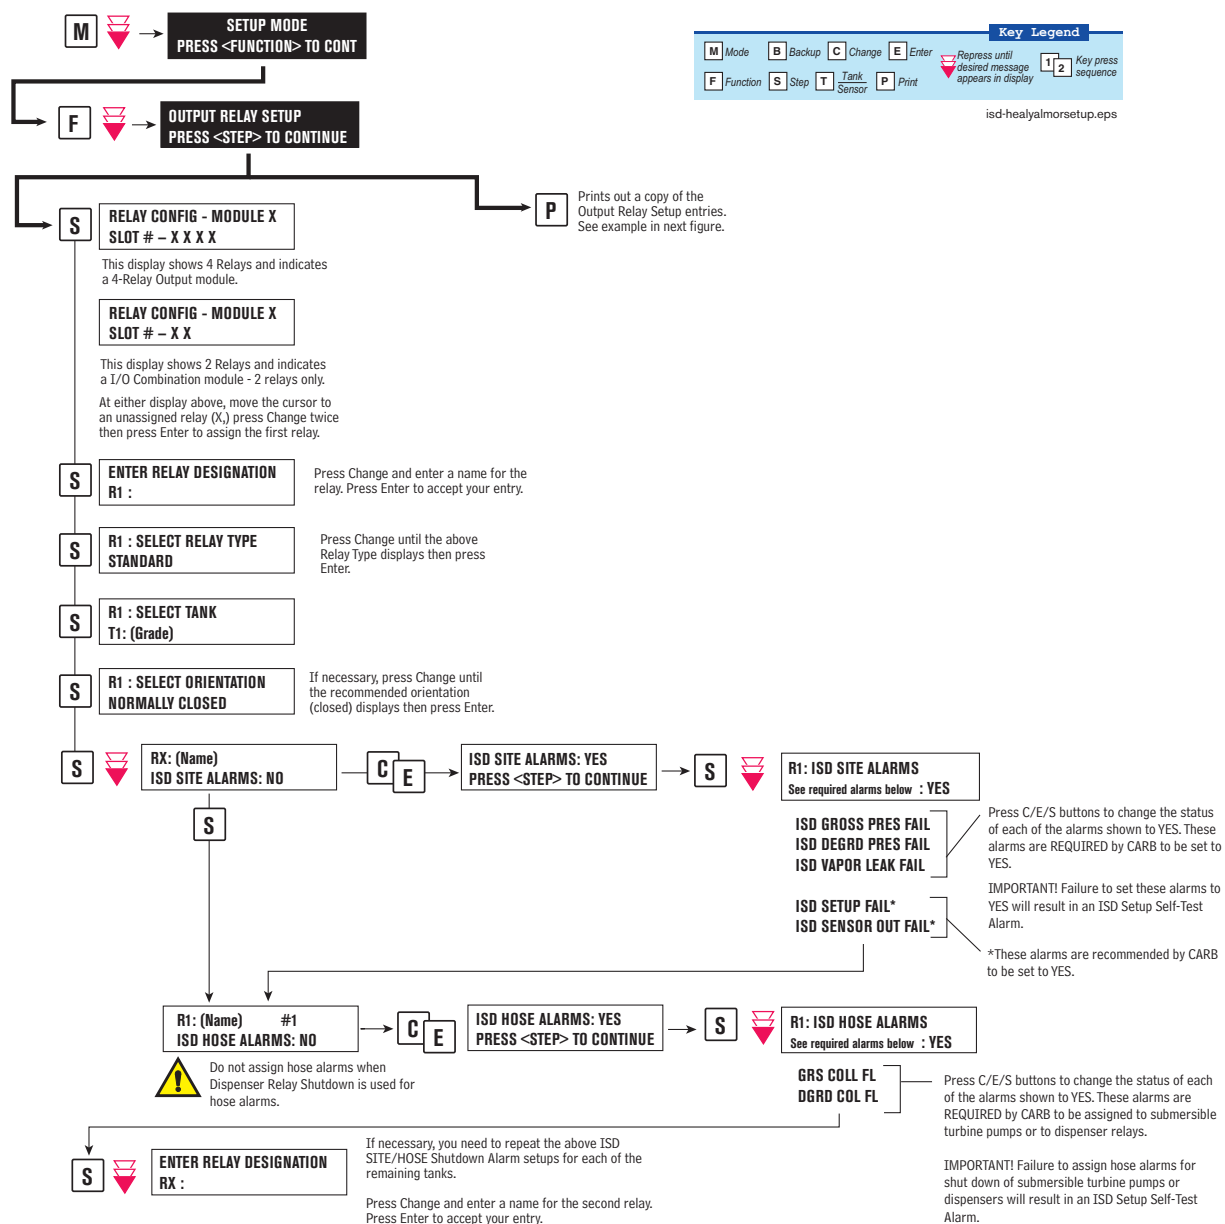 M
SETUP MODE
PRESS <FUNCTION> TO CONT
Key Legend
M Mode B Backup C Change E Enter
F Function S Step T Tank Sensor P Print
Repress until
desired message
appears in display
1 2 Key press
sequence
isd-healyalmorsetup.eps
F
OUTPUT RELAY SETUP
PRESS <STEP> TO CONTINUE
P
Prints out a copy of the
Output Relay Setup entries.
See example in next figure.
S
RELAY CONFIG - MODULE X
SLOT # – X X X X
This display shows 4 Relays and indicates
a 4-Relay Output module.
RELAY CONFIG - MODULE X
SLOT # – X X
This display shows 2 Relays and indicates
a I/O Combination module - 2 relays only.
At either display above, move the cursor to
an unassigned relay (X,) press Change twice
then press Enter to assign the first relay.
S
ENTER RELAY DESIGNATION
R1 :
Press Change and enter a name for the
relay. Press Enter to accept your entry.
S
R1 : SELECT RELAY TYPE
STANDARD
Press Change until the above
Relay Type displays then press
Enter.
S
R1 : SELECT TANK
T1: (Grade)
S
R1 : SELECT ORIENTATION
NORMALLY CLOSED
If necessary, press Change until
the recommended orientation
(closed) displays then press Enter.
S
RX: (Name)
ISD SITE ALARMS: NO
C E
ISD SITE ALARMS: YES
PRESS <STEP> TO CONTINUE
S
R1: ISD SITE ALARMS
See required alarms below : YES
S
ISD GROSS PRES FAIL
ISD DEGRD PRES FAIL
ISD VAPOR LEAK FAIL
Press C/E/S buttons to change the status
of each of the alarms shown to YES. These
alarms are REQUIRED by CARB to be set to
YES.
IMPORTANT! Failure to set these alarms to
YES will result in an ISD Setup Self-Test
Alarm.
ISD SETUP FAIL*
ISD SENSOR OUT FAIL*
*These alarms are recommended by CARB
to be set to YES.
R1: (Name) #1
ISD HOSE ALARMS: NO
C E
ISD HOSE ALARMS: YES
PRESS <STEP> TO CONTINUE
S
R1: ISD HOSE ALARMS
See required alarms below : YES
Do not assign hose alarms when
Dispenser Relay Shutdown is used for
hose alarms.
GRS COLL FL
DGRD COL FL
Press C/E/S buttons to change the status of each
of the alarms shown to YES. These alarms are
REQUIRED by CARB to be assigned to submersible
turbine pumps or to dispenser relays.
IMPORTANT! Failure to assign hose alarms for
shut down of submersible turbine pumps or
dispensers will result in an ISD Setup Self-Test
Alarm.
S
ENTER RELAY DESIGNATION
RX :
If necessary, you need to repeat the above ISD
SITE/HOSE Shutdown Alarm setups for each of the
remaining tanks.
Press Change and enter a name for the second relay.
Press Enter to accept your entry.